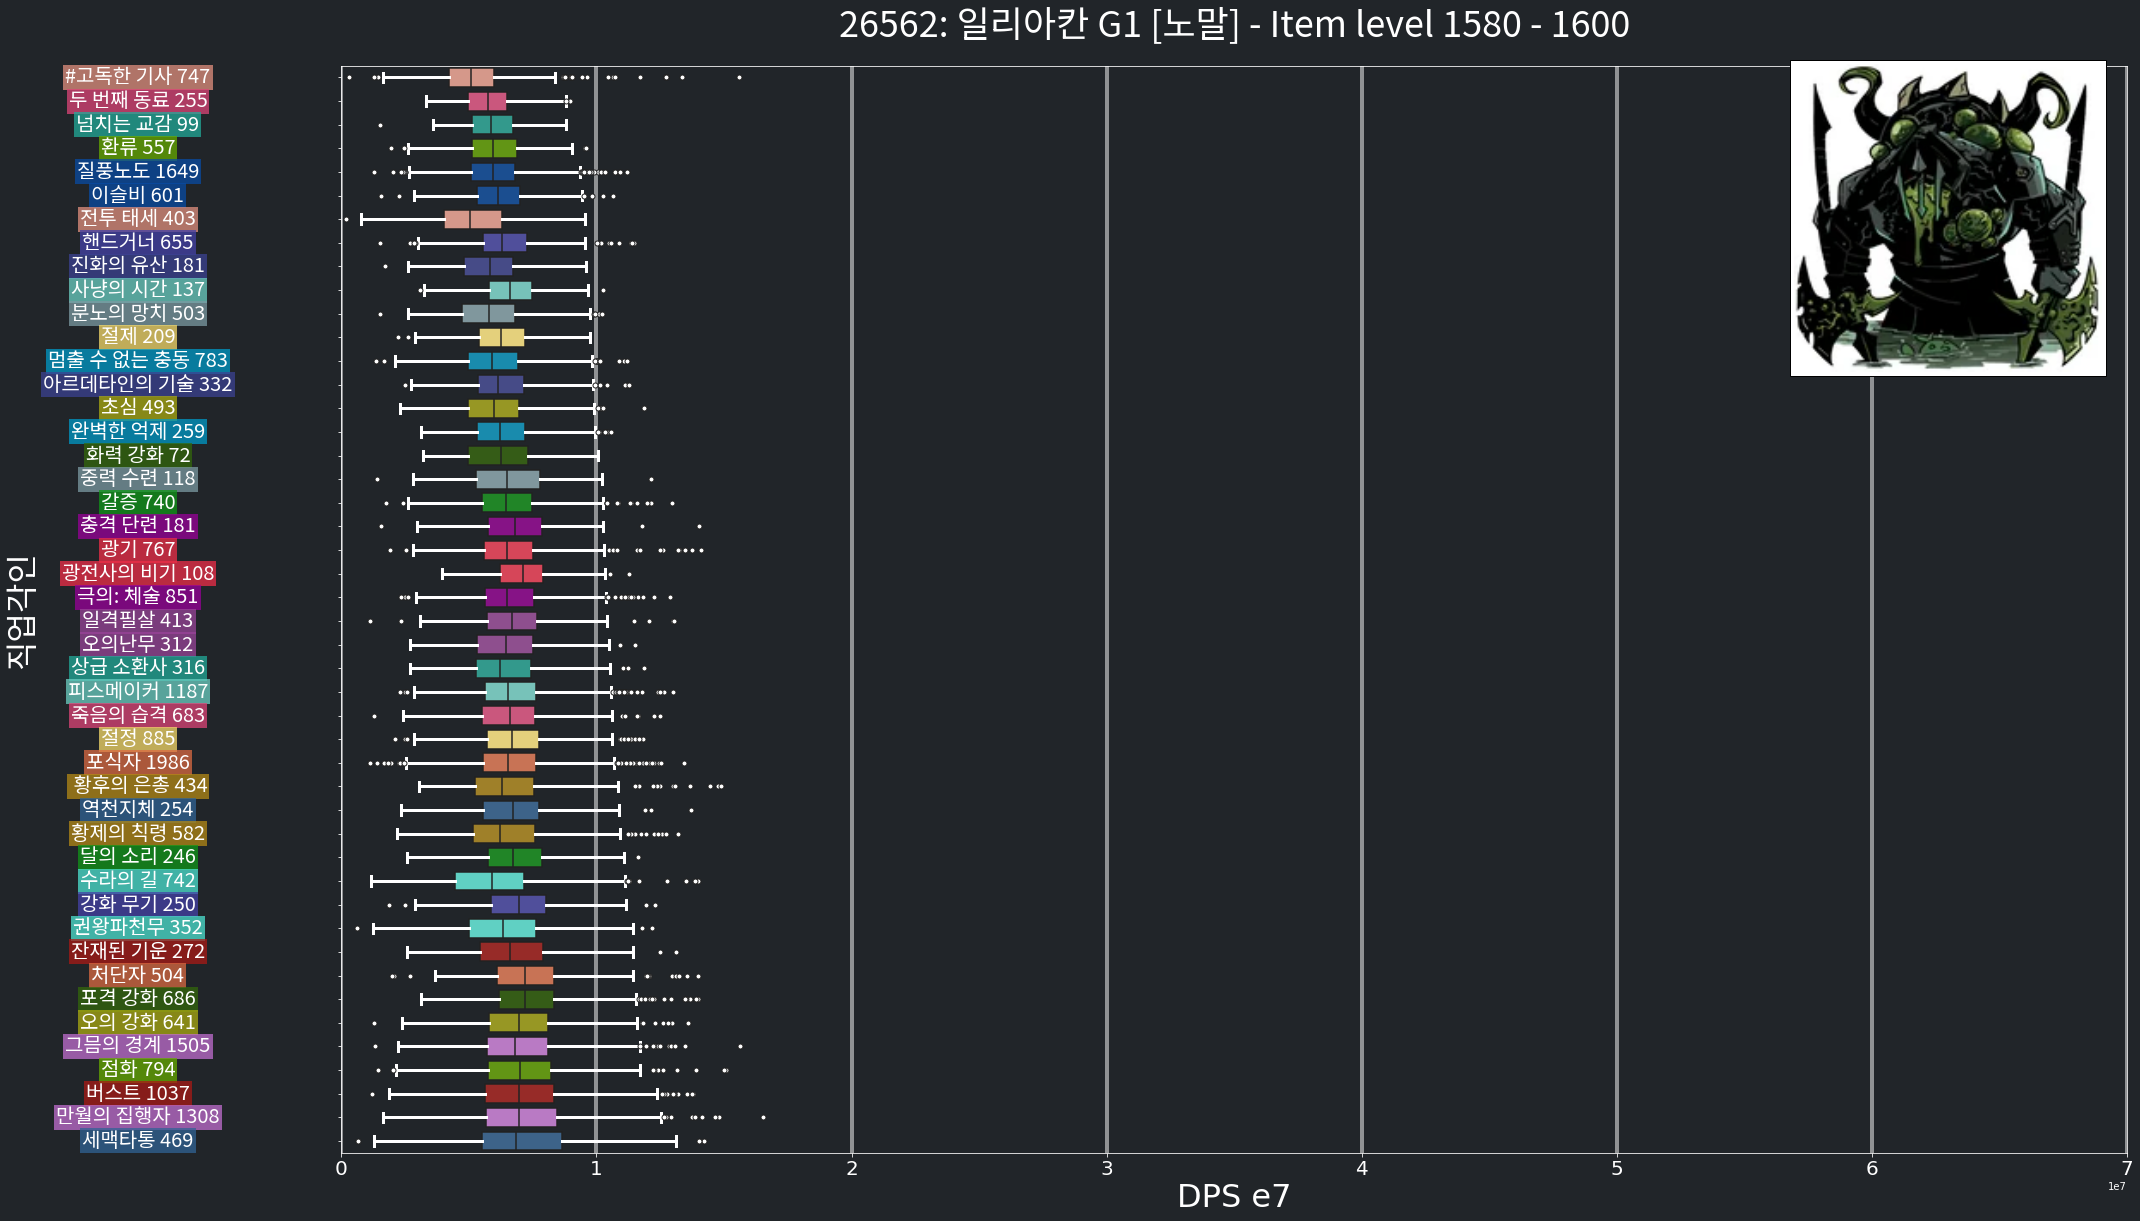 26562: 일리아칸 G1 [노말] - Item level 1580 - 1600
#고독한 기사 747
두 번째 동료 255
넘치는 교감 99
환류 557
질풍노도 1649
이슬비 601
전투 태세 403
핸드거너 655
진화의 유산 181
사냥의 시간 137
분노의 망치 503
절제 209
멈출 수 없는 충동 783
아르데타인의 기술 332
초심 493
완벽한 억제 259
화력 강화 72
중력 수련 118
갈증 740
충격 단련 181
광기 767
광전사의 비기 108
극의: 체술 851
일격필살 413
오의난무 312
상급 소환사 316
피스메이커 1187
죽음의 습격 683
절정 885
포식자 1986
황후의 은총 434
역천지체 254
황제의 칙령 582
달의 소리 246
수라의 길 742
강화 무기 250
권왕파천무 352
잔재된 기운 272
처단자 504
포격 강화 686
오의 강화 641
그믐의 경계 1505
점화 794
버스트 1037
만월의 집행자 1308
세맥타통 469
직업각인
0 1 2 3 4 5 6 7
DPS e7
1e7